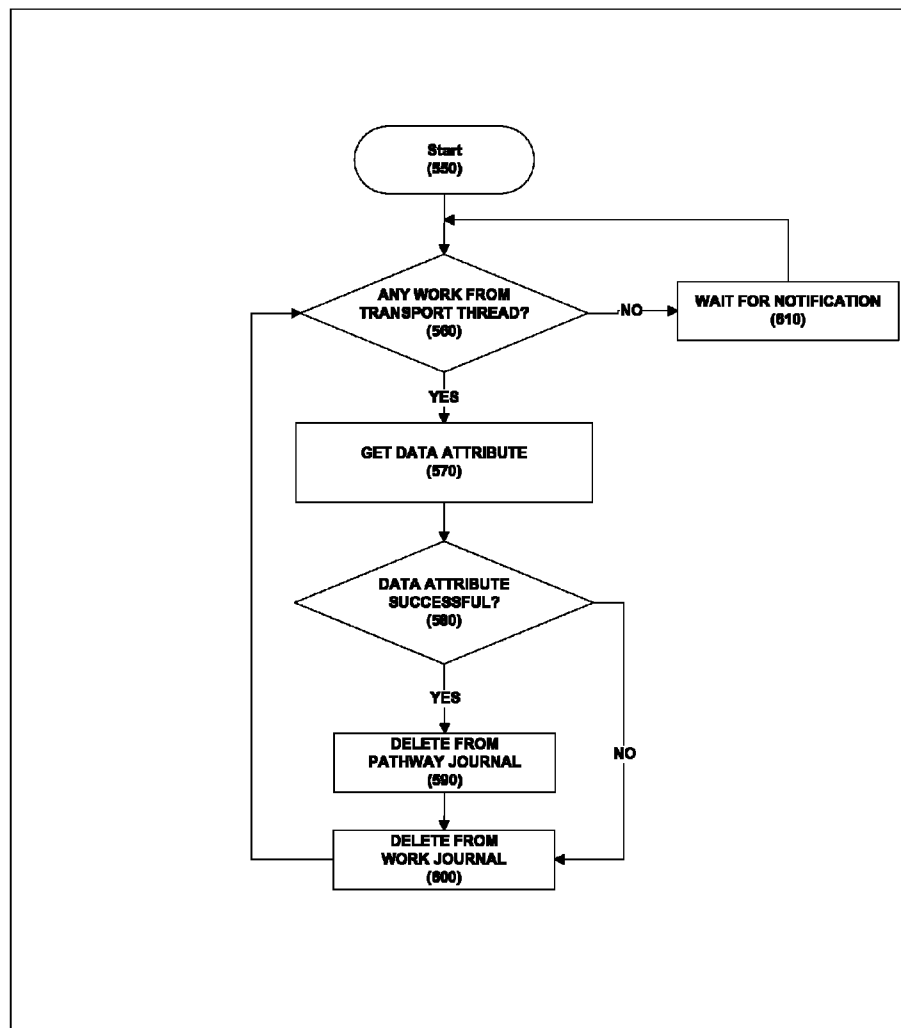 Start
(550)
ANY WORK FROM
TRANSPORT THREAD?
(560)
NO
WAIT FOR NOTIFICATION
(610)
YES
GET DATA ATTRIBUTE
(570)
DATA ATTRIBUTE
SUCCESSFUL?
(580)
YES
NO
DELETE FROM
PATHWAY JOURNAL
(590)
DELETE FROM
WORK JOURNAL
(600)